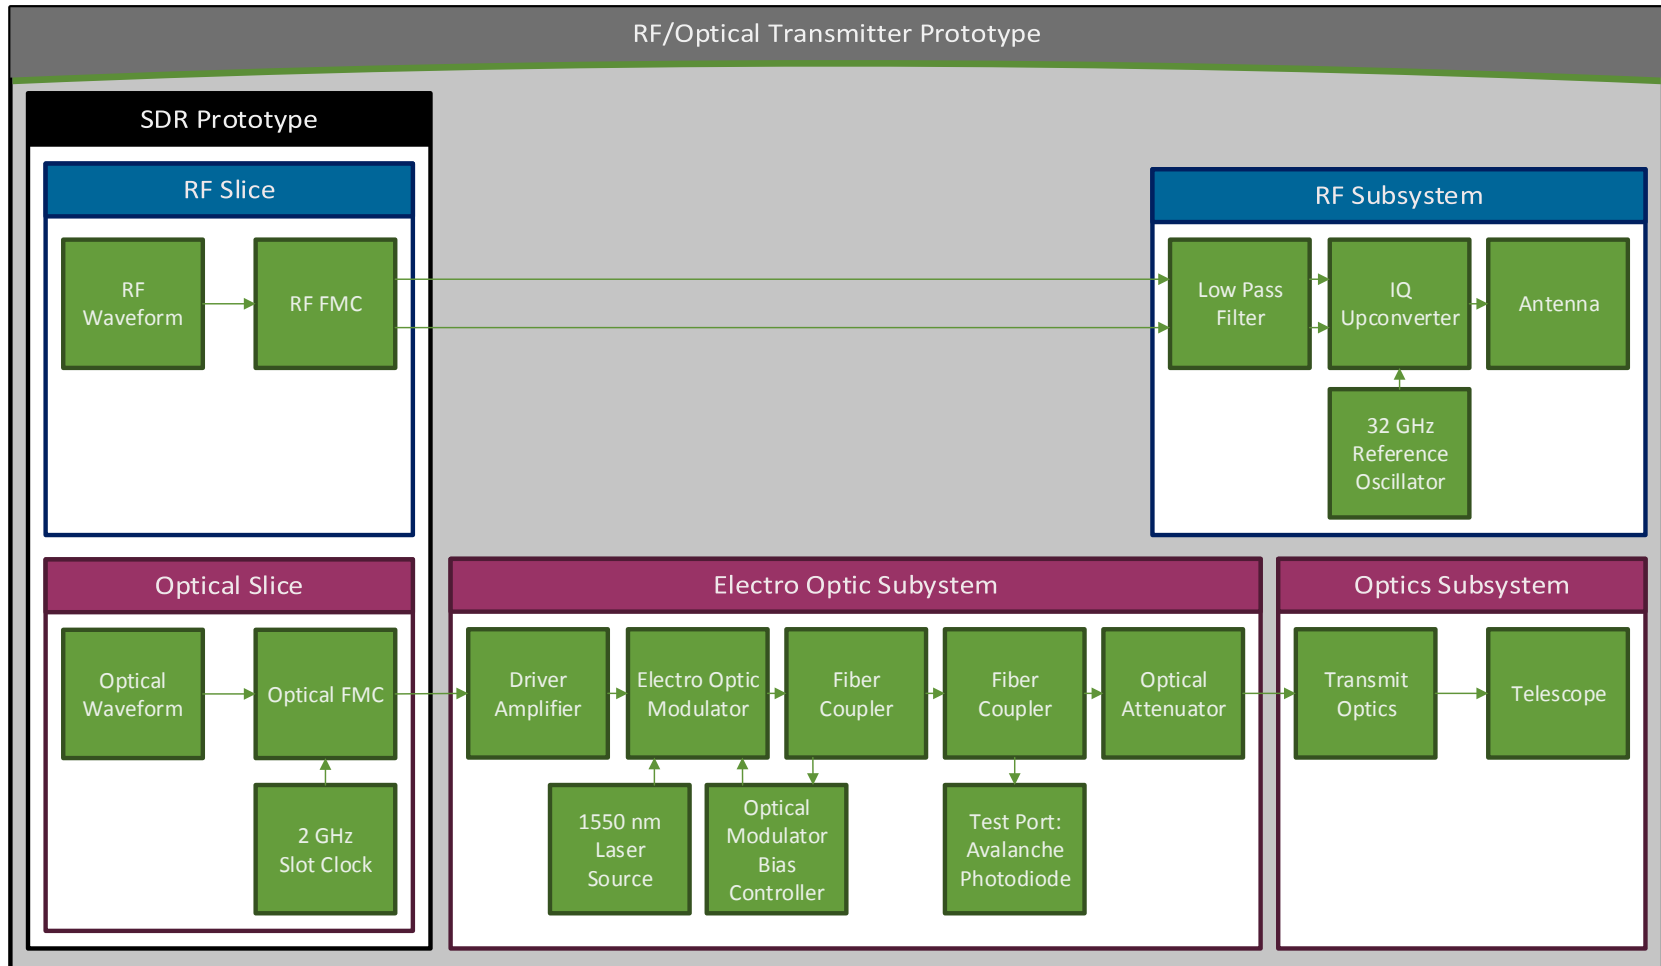 RF/Optical Transmitter Prototype
SDR Prototype
RF Slice
RF
Waveform
RF FMC
RF Subsystem
Low Pass
Filter
IQ
Upconverter
Antenna
32 GHz
Reference
Oscillator
Optical Slice
Optical
Waveform
Optical FMC
2 GHz
Slot Clock
Electro Optic Subystem
Driver
Amplifier
Electro Optic
Modulator
Fiber
Coupler
Fiber
Coupler
Optical
Attenuator
1550 nm
Laser
Source
Optical
Modulator
Bias
Controller
Test Port:
Avalanche
Photodiode
Optics Subsystem
Transmit
Optics
Telescope